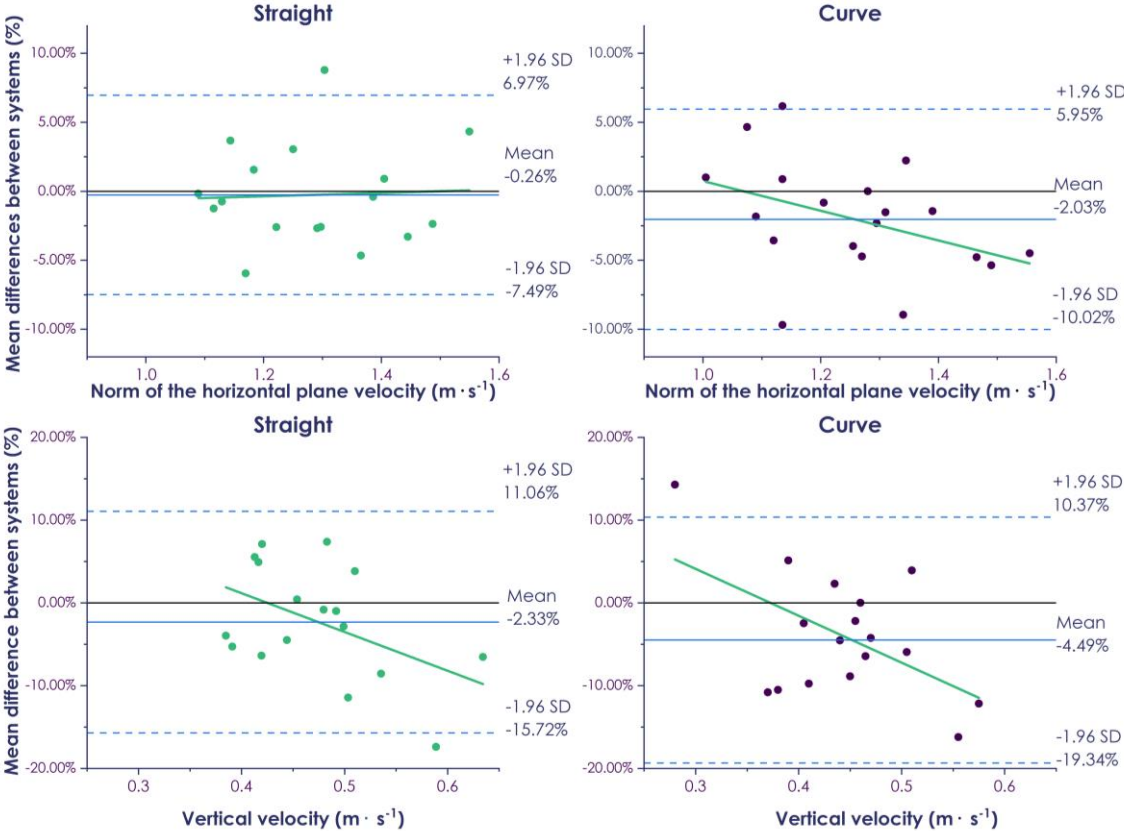 Straight
Mean differences between systems (%)
10.00%
5.00%
0.00%
-5.00%
-10.00%
+1.96 SD
6.97%
Mean
-0.26%
-1.96 SD
-7.49%
1.0 1.2 1.4 1.6
Norm of the horizontal plane velocity (m · s⁻¹)
Curve
10.00%
5.00%
0.00%
-5.00%
-10.00%
+1.96 SD
5.95%
Mean
-2.03%
-1.96 SD
-10.02%
1.0 1.2 1.4 1.6
Norm of the horizontal plane velocity (m · s⁻¹)
Straight
Mean difference between systems (%)
20.00%
10.00%
0.00%
-10.00%
-20.00%
+1.96 SD
11.06%
Mean
-2.33%
-1.96 SD
-15.72%
0.3 0.4 0.5 0.6
Vertical velocity (m · s⁻¹)
Curve
20.00%
10.00%
0.00%
-10.00%
-20.00%
+1.96 SD
10.37%
Mean
-4.49%
-1.96 SD
-19.34%
0.3 0.4 0.5 0.6
Vertical velocity (m · s⁻¹)